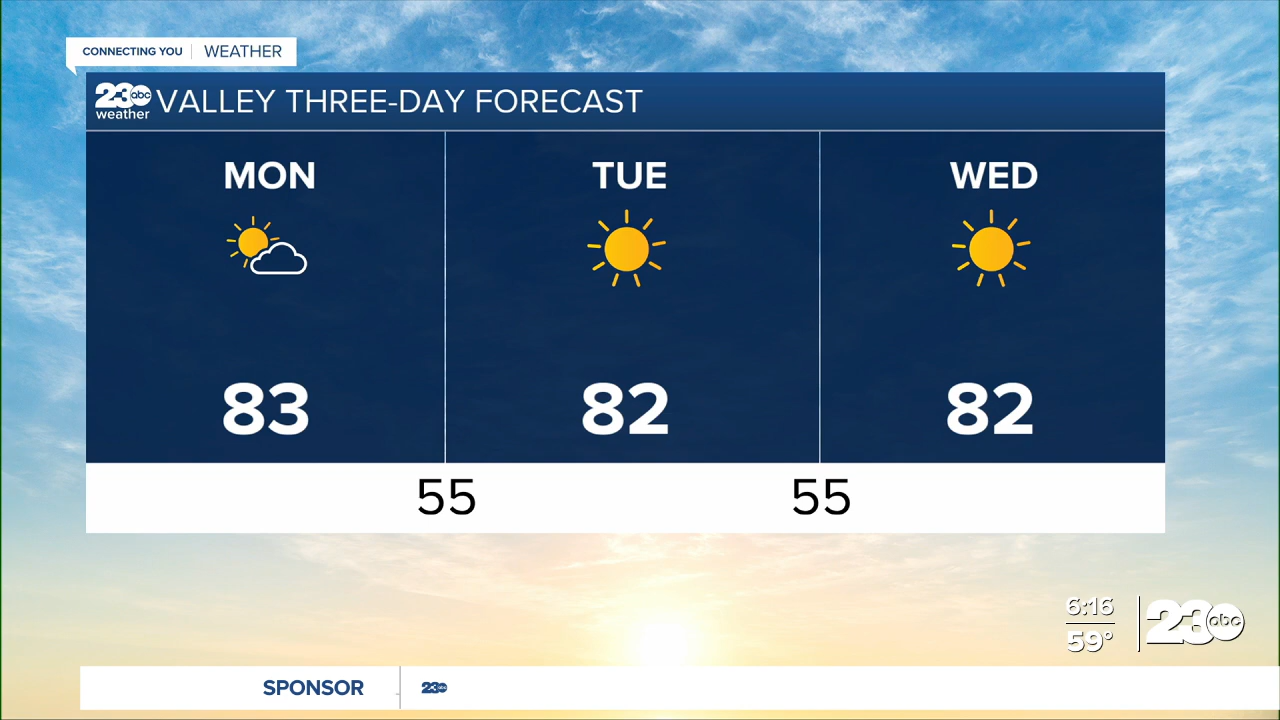 CONNECTING YOU | WEATHER
23 abc
weather
VALLEY THREE-DAY FORECAST
MON TUE WED
83 82 82
55 55
6:16
59°
23 abc
SPONSOR 23 abc